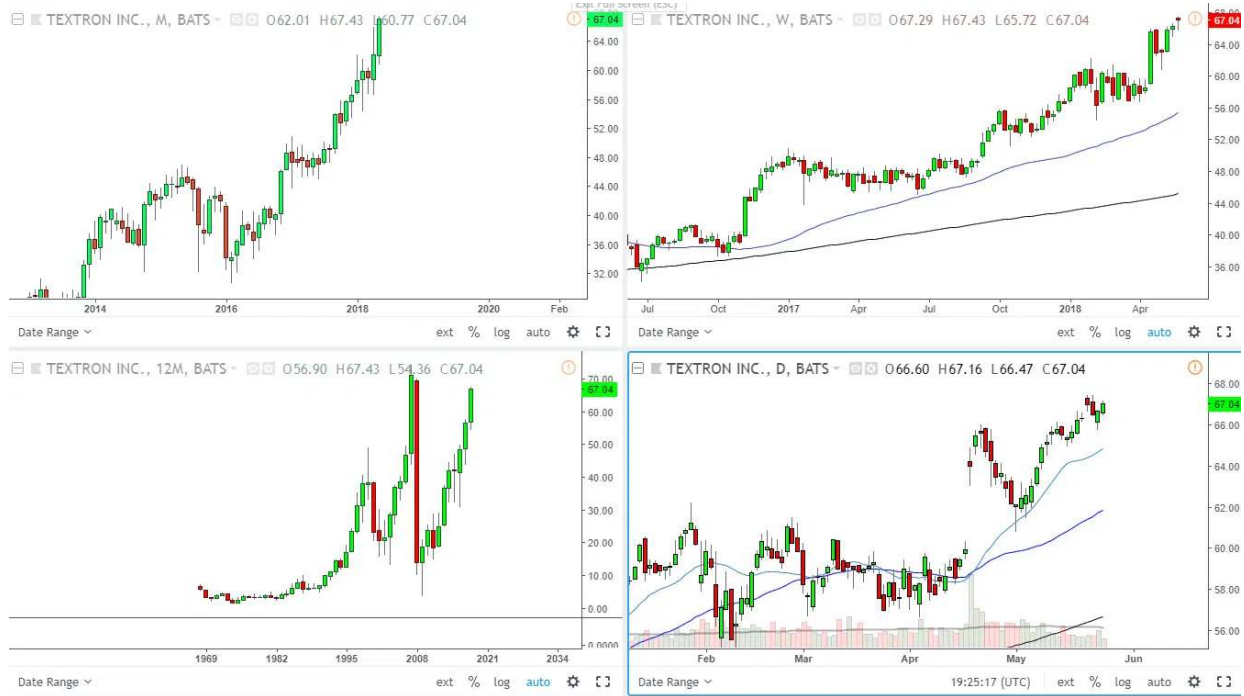 Exit Full Screen (ESC)
TEXTRON INC., M, BATS O62.01 H67.43 L60.77 C67.04
67.04
64.00
60.00
56.00
52.00
48.00
44.00
40.00
36.00
32.00
2014 2016 2018 2020 Feb
Date Range ext % log auto
TEXTRON INC., W, BATS O67.29 H67.43 L65.72 C67.04
67.04
64.00
60.00
56.00
52.00
48.00
44.00
40.00
36.00
Jul Oct 2017 Apr Jul Oct 2018 Apr
Date Range ext % log auto
TEXTRON INC., 12M, BATS O56.90 H67.43 L54.36 C67.04
70.00
67.04
60.00
50.00
40.00
30.00
20.00
10.00
0.00
0.0000
1969 1982 1995 2008 2021 2034
Date Range ext % log auto
TEXTRON INC., D, BATS O66.60 H67.16 L66.47 C67.04
68.00
67.04
66.00
64.00
62.00
60.00
58.00
56.00
Feb Mar Apr May Jun
Date Range 19:25:17 (UTC) ext % log auto